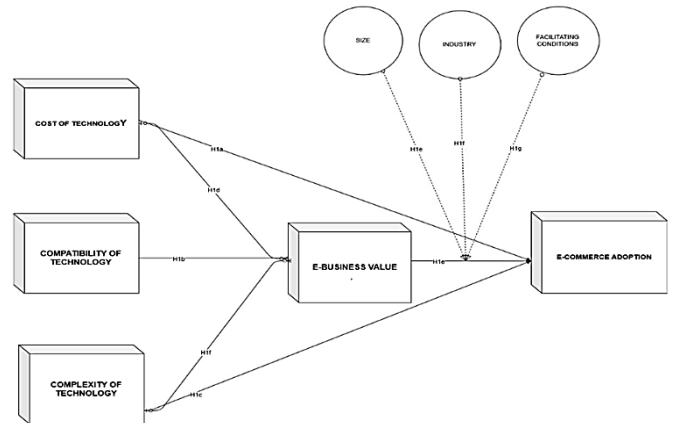 SIZE
INDUSTRY
FACILITATING
CONDITIONS
COST OF TECHNOLOGY
H1a
H1e
H1f
H1g
H1d
COMPATIBILITY OF
TECHNOLOGY
H1b
E-BUSINESS VALUE
.
H1e
E-COMMERCE ADOPTION
H1f
COMPLEXITY OF
TECHNOLOGY
H1c